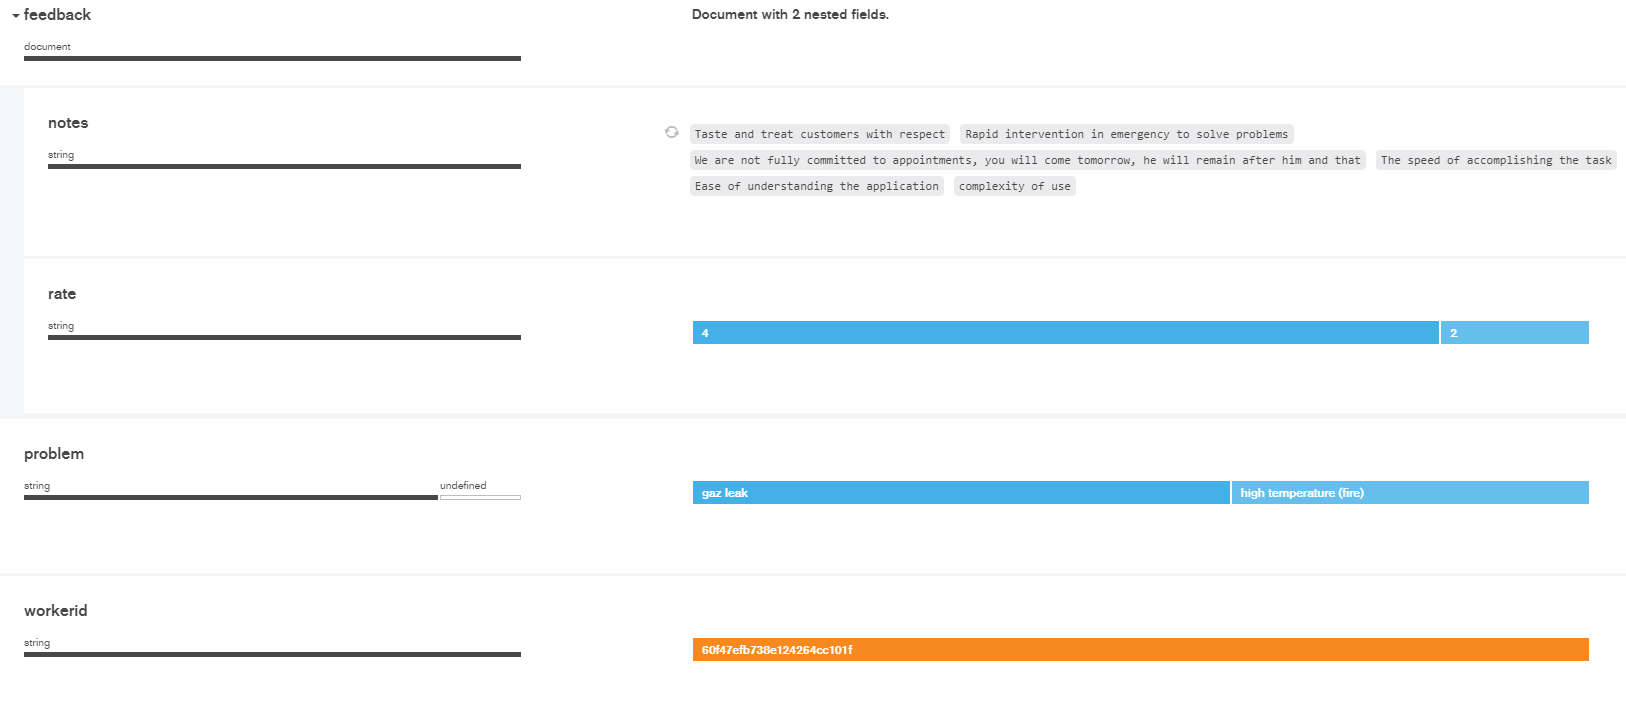 feedback
Document with 2 nested fields.
document
notes
string
Taste and treat customers with respect Rapid intervention in emergency to solve problems
We are not fully committed to appointments, you will come tomorrow, he will remain after him and that The speed of accomplishing the task
Ease of understanding the application complexity of use
rate
string
4 2
problem
string undefined
gaz leak high temperature (fire)
workerid
string
60f47efb738e124264cc101f